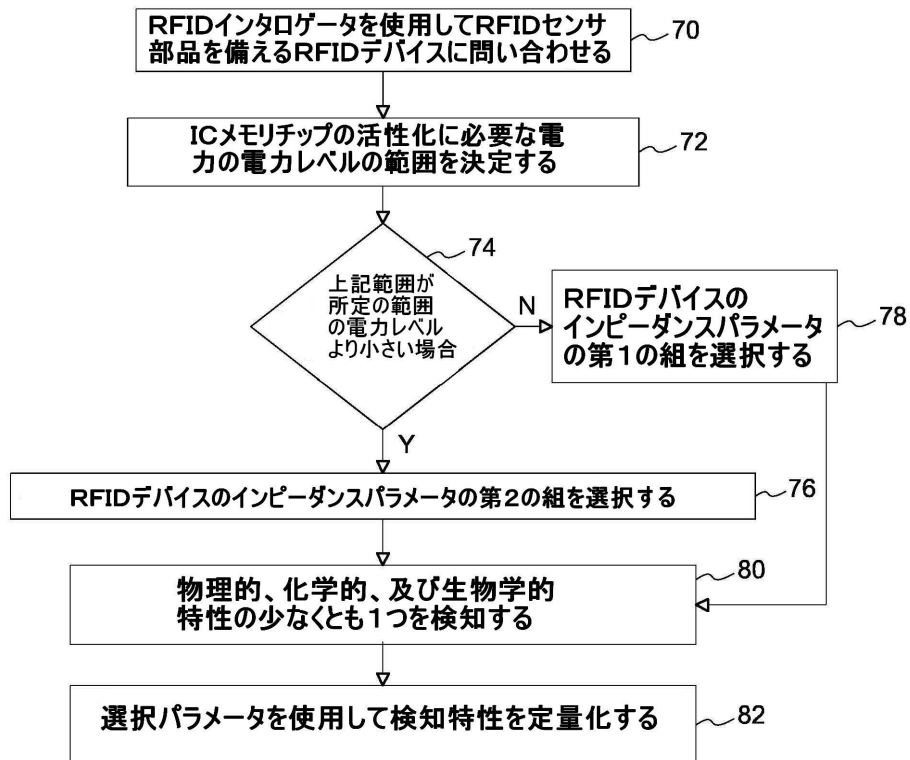 RFIDインタロゲータを使用してRFIDセンサ
部品を備えるRFIDデバイスに問い合わせる
70
ICメモリチップの活性化に必要な電
力の電力レベルの範囲を決定する
72
74
上記範囲が
所定の範囲
の電力レベル
より小さい場合
N
RFIDデバイスの
インピーダンスパラメータ
の第1の組を選択する
78
Y
RFIDデバイスのインピーダンスパラメータの第2の組を選択する
76
物理的、化学的、及び生物学的
特性の少なくとも1つを検知する
80
選択パラメータを使用して検知特性を定量化する
82